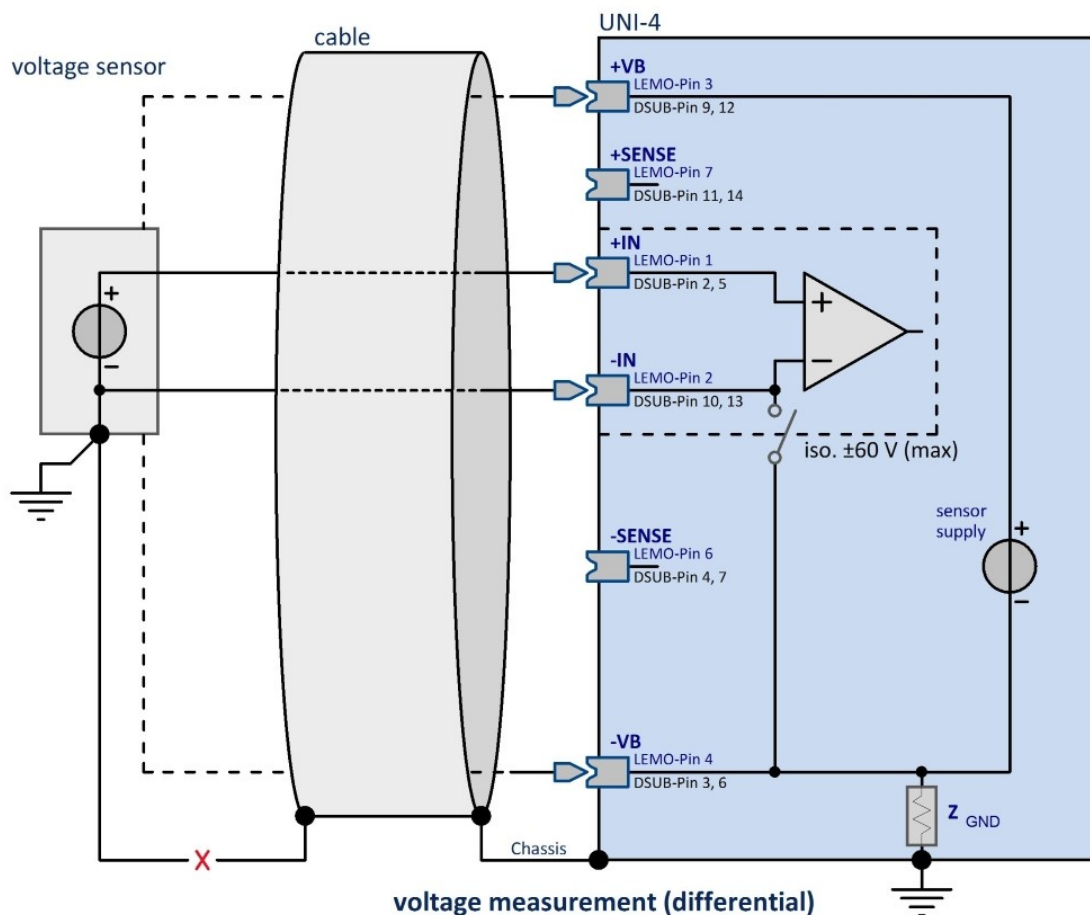 UNI-4
cable
voltage sensor
+VB
LEMO-Pin 3
DSUB-Pin 9, 12
+SENSE
LEMO-Pin 7
DSUB-Pin 11, 14
+IN
LEMO-Pin 1
DSUB-Pin 2, 5
+
+
-IN
LEMO-Pin 2
DSUB-Pin 10, 13
−
−
iso. ±60 V (max)
-SENSE
LEMO-Pin 6
DSUB-Pin 4, 7
sensor
supply
+
−
-VB
LEMO-Pin 4
DSUB-Pin 3, 6
Z GND
X
Chassis
voltage measurement (differential)